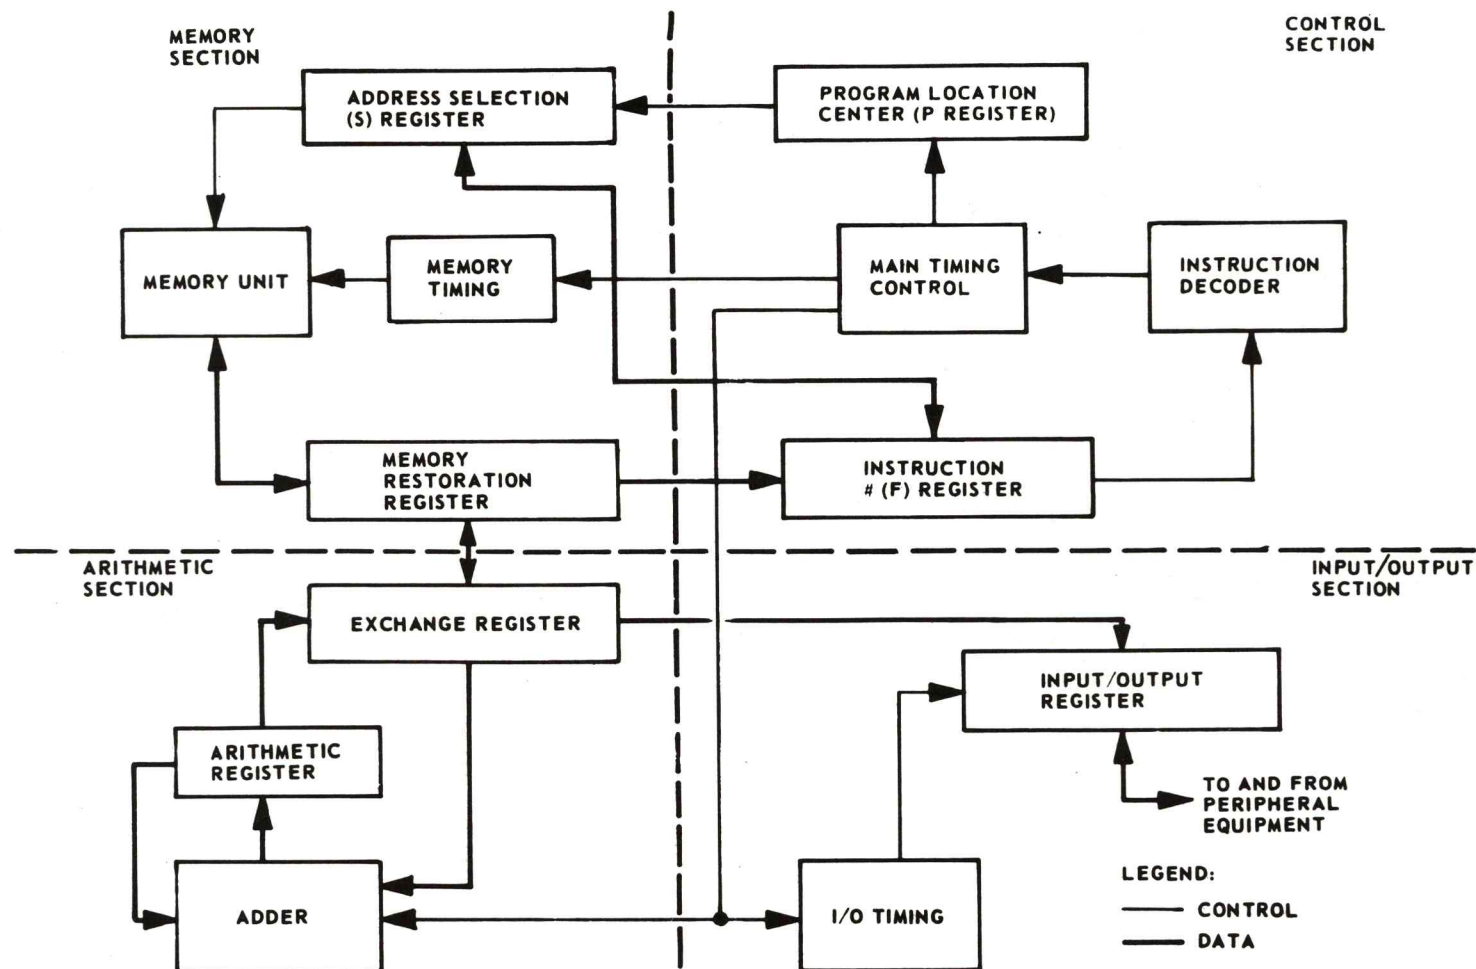 MEMORY
SECTION
CONTROL
SECTION
ADDRESS SELECTION
(S) REGISTER
PROGRAM LOCATION
CENTER (P REGISTER)
MEMORY UNIT
MEMORY
TIMING
MAIN TIMING
CONTROL
INSTRUCTION
DECODER
MEMORY
RESTORATION
REGISTER
INSTRUCTION
# (F) REGISTER
ARITHMETIC
SECTION
INPUT/OUTPUT
SECTION
EXCHANGE REGISTER
INPUT/OUTPUT
REGISTER
ARITHMETIC
REGISTER
TO AND FROM
PERIPHERAL
EQUIPMENT
ADDER
I/O TIMING
LEGEND:
CONTROL
DATA